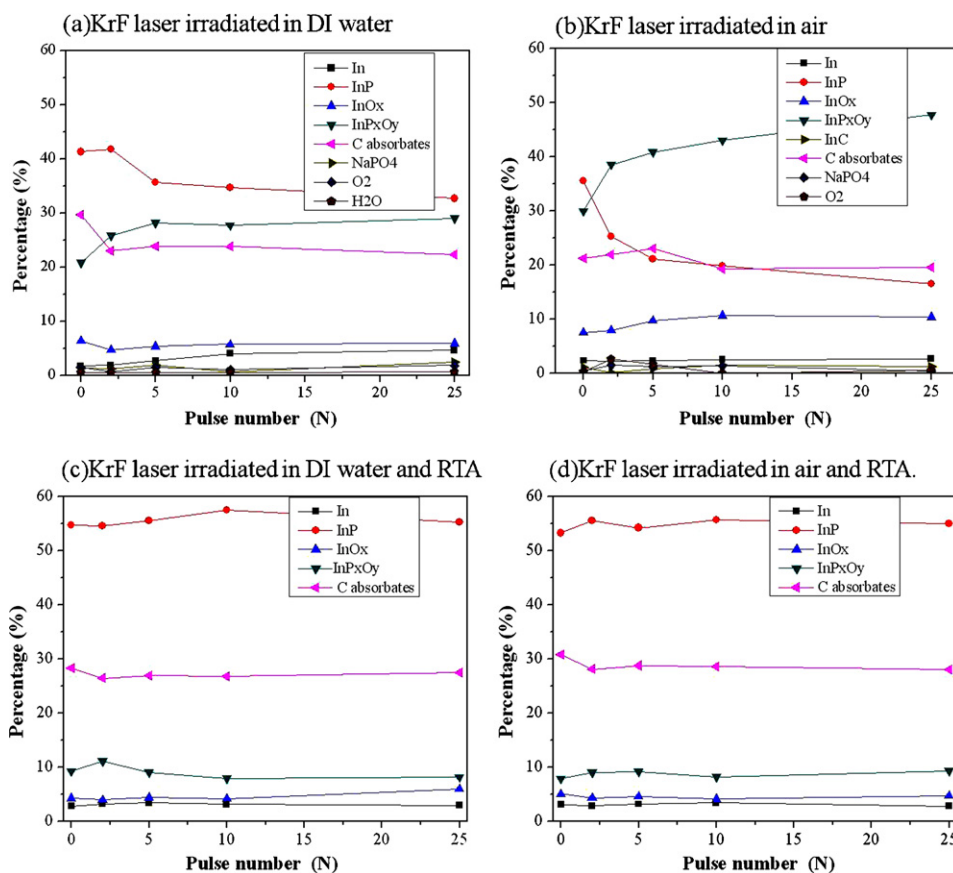 (a)KrF laser irradiated in DI water
60
50
40
30
20
10
0
Percentage (%)
In
InP
InOx
InPxOy
C absorbates
NaPO4
O2
H2O
0 5 10 15 20 25
Pulse number (N)
(b)KrF laser irradiated in air
60
50
40
30
20
10
0
Percentage (%)
In
InP
InOx
InPxOy
InC
C absorbates
NaPO4
O2
0 5 10 15 20 25
Pulse number (N)
(c)KrF laser irradiated in DI water and RTA
60
50
40
30
20
10
0
Percentage (%)
In
InP
InOx
InPxOy
C absorbates
0 5 10 15 20 25
Pulse number (N)
(d)KrF laser irradiated in air and RTA.
60
50
40
30
20
10
0
Percentage (%)
In
InP
InOx
InPxOy
C absorbates
0 5 10 15 20 25
Pulse number (N)